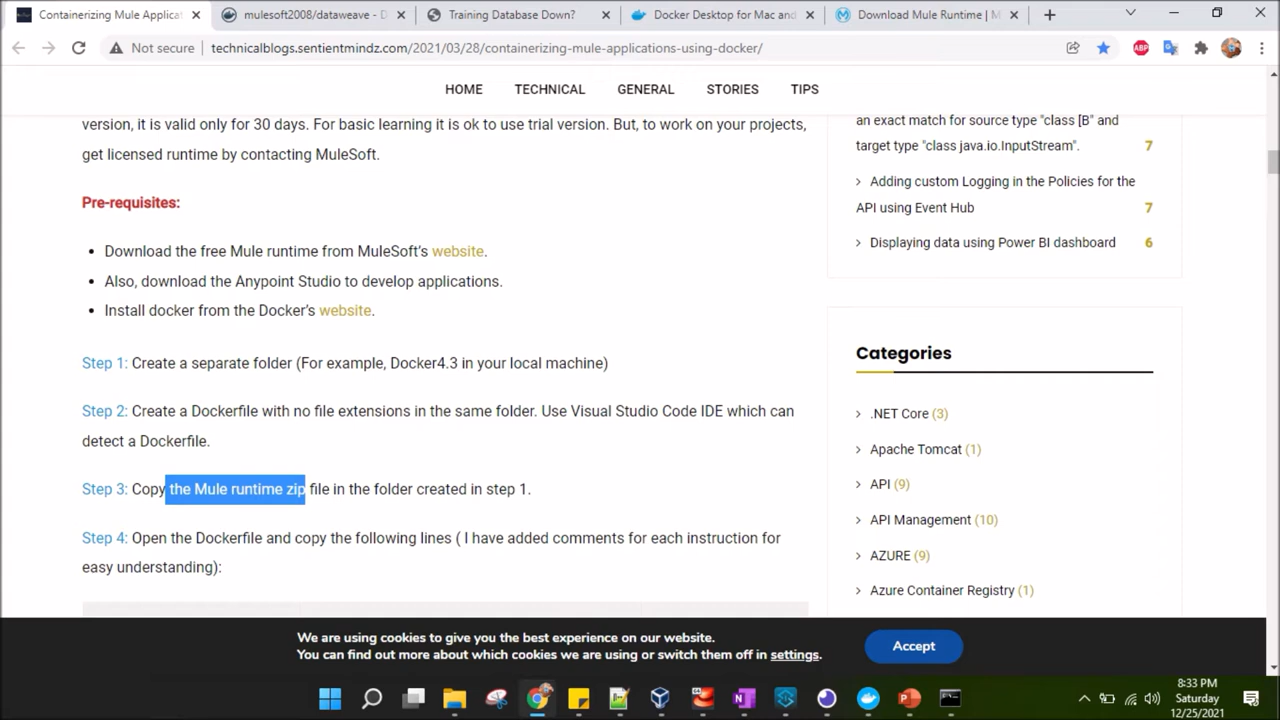 Containerizing Mule Applicat
mulesoft2008/dataweave - D
Training Database Down?
Docker Desktop for Mac and
Download Mule Runtime | M
Not secure
technicalblogs.sentientmindz.com/2021/03/28/containerizing-mule-applications-using-docker/
ABP
HOME
TECHNICAL
GENERAL
STORIES
TIPS
version, it is valid only for 30 days. For basic learning it is ok to use trial version. But, to work on your projects,
get licensed runtime by contacting MuleSoft.
Pre-requisites:
• Download the free Mule runtime from MuleSoft's website.
• Also, download the Anypoint Studio to develop applications.
• Install docker from the Docker's website.
Step 1: Create a separate folder (For example, Docker4.3 in your local machine)
Step 2: Create a Dockerfile with no file extensions in the same folder. Use Visual Studio Code IDE which can
detect a Dockerfile.
Step 3: Copy the Mule runtime zip file in the folder created in step 1.
Step 4: Open the Dockerfile and copy the following lines ( I have added comments for each instruction for
easy understanding):
an exact match for source type "class [B" and
target type "class java.io.InputStream". 7
Adding custom Logging in the Policies for the
API using Event Hub 7
Displaying data using Power BI dashboard 6
Categories
.NET Core (3)
Apache Tomcat (1)
API (9)
API Management (10)
AZURE (9)
Azure Container Registry (1)
We are using cookies to give you the best experience on our website.
You can find out more about which cookies we are using or switch them off in settings.
Accept
8:33 PM
Saturday
12/25/2021